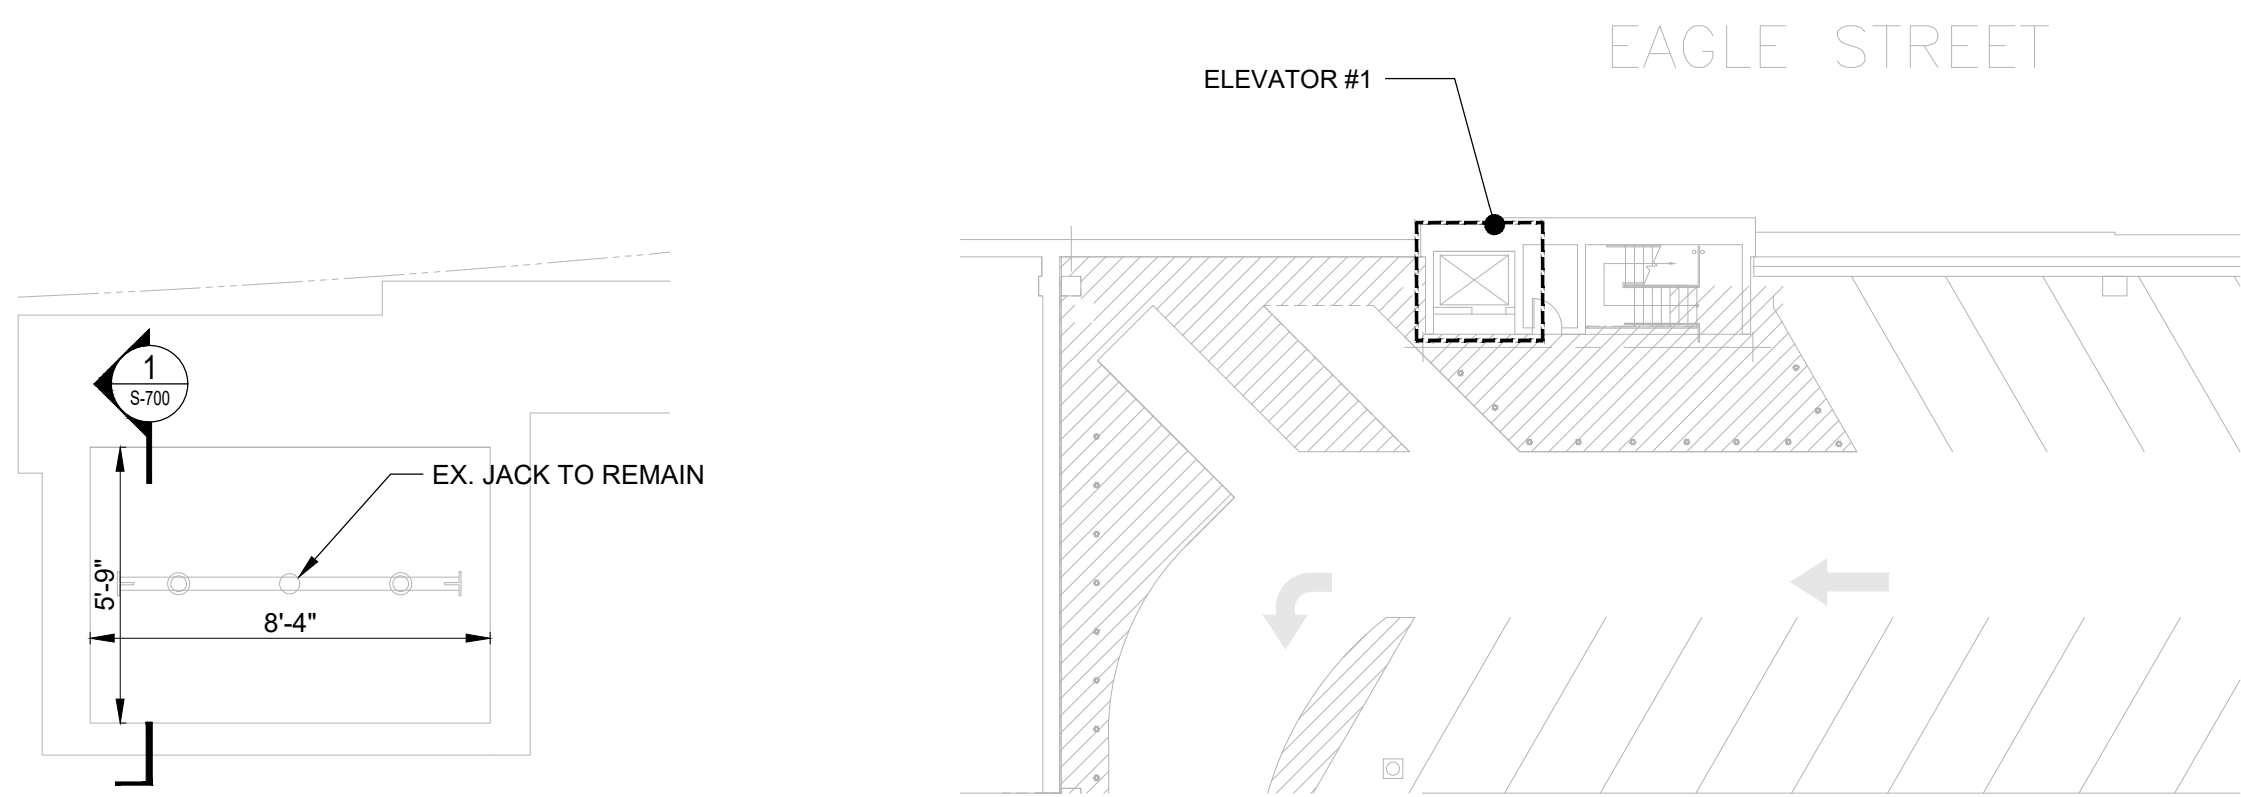 EAGLE STREET
ELEVATOR #1
1
S-700
EX. JACK TO REMAIN
5'-9"
8'-4"